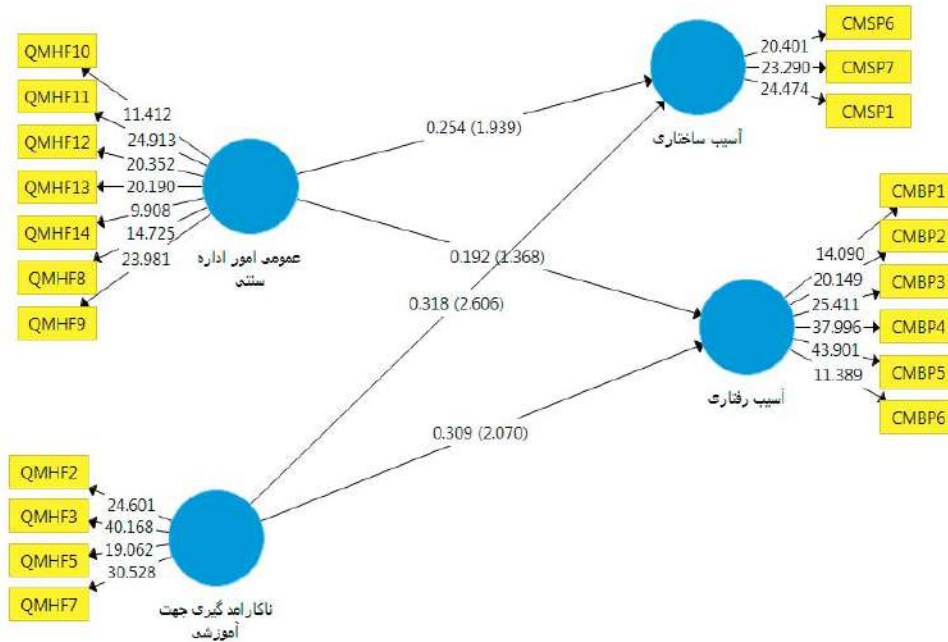 QMHF10
QMHF11
QMHF12
QMHF13
QMHF14
QMHF8
QMHF9
11.412
24.913
20.352
20.190
9.908
14.725
23.981
عمومی امور اداره
سنتی
0.254 (1.939)
0.192 (1.368)
0.318 (2.606)
0.309 (2.070)
CMSP6
CMSP7
CMSP1
20.401
23.290
24.474
آسیب ساختاری
CMBP1
CMBP2
CMBP3
CMBP4
CMBP5
CMBP6
14.090
20.149
25.411
37.996
43.901
11.389
آسیب رفتاری
QMHF2
QMHF3
QMHF5
QMHF7
24.601
40.168
19.062
30.528
ناکارامد گیری جهت
آموزشی